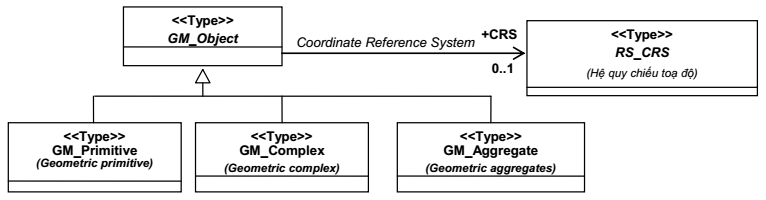 <<Type>>
GM_Object
Coordinate Reference System
+CRS
0..1
<<Type>>
RS_CRS
(Hệ quy chiếu toạ độ)
<<Type>>
GM_Primitive
(Geometric primitive)
<<Type>>
GM_Complex
(Geometric complex)
<<Type>>
GM_Aggregate
(Geometric aggregates)